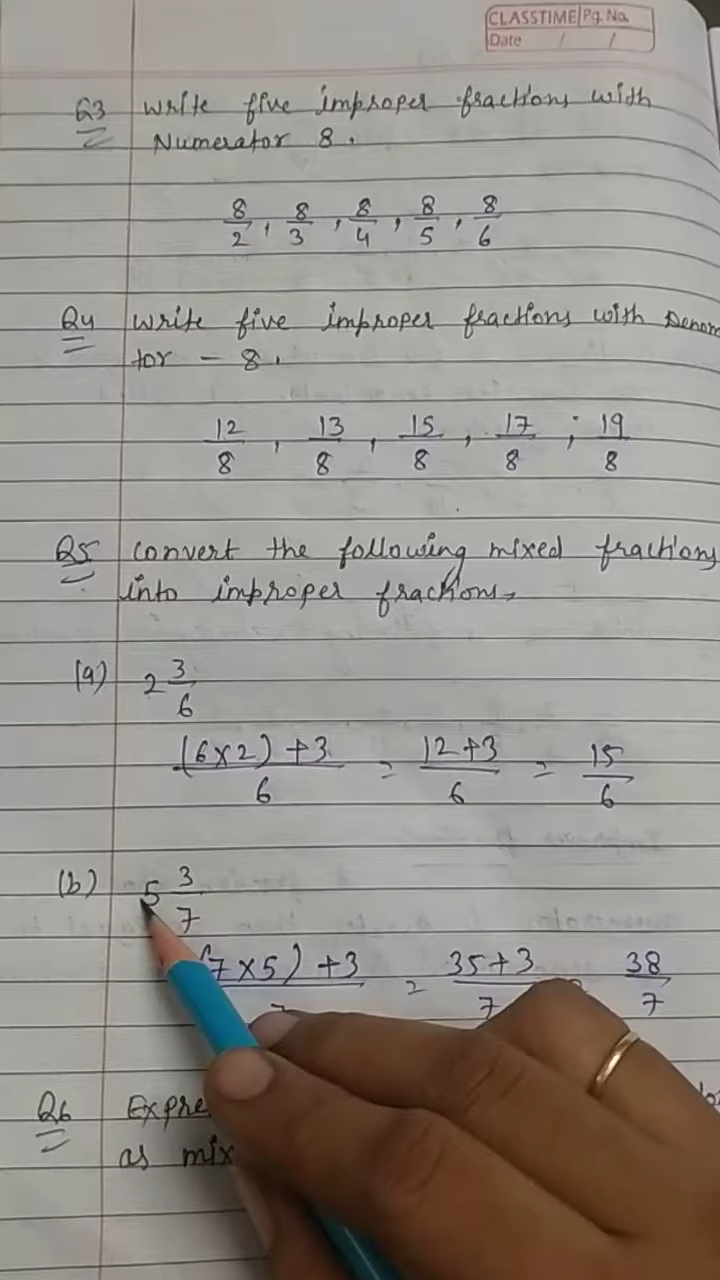 CLASSTIME Pg. No.
Date / /
Q3 Write five improper fractions with
Numerator 8.
8/2, 8/3, 8/4, 8/5, 8/6
Q4 Write five improper fractions with Denom
tor - 8.
12/8, 13/8, 15/8, 17/8, 19/8
Q5 Convert the following mixed fractions
into improper fractions.
(a) 2 3/6
(6×2)+3/6 = 12+3/6 = 15/6
(b) 5 3/7
(7×5)+3 = 35+3/7 38/7
Q6 Expre
as mix